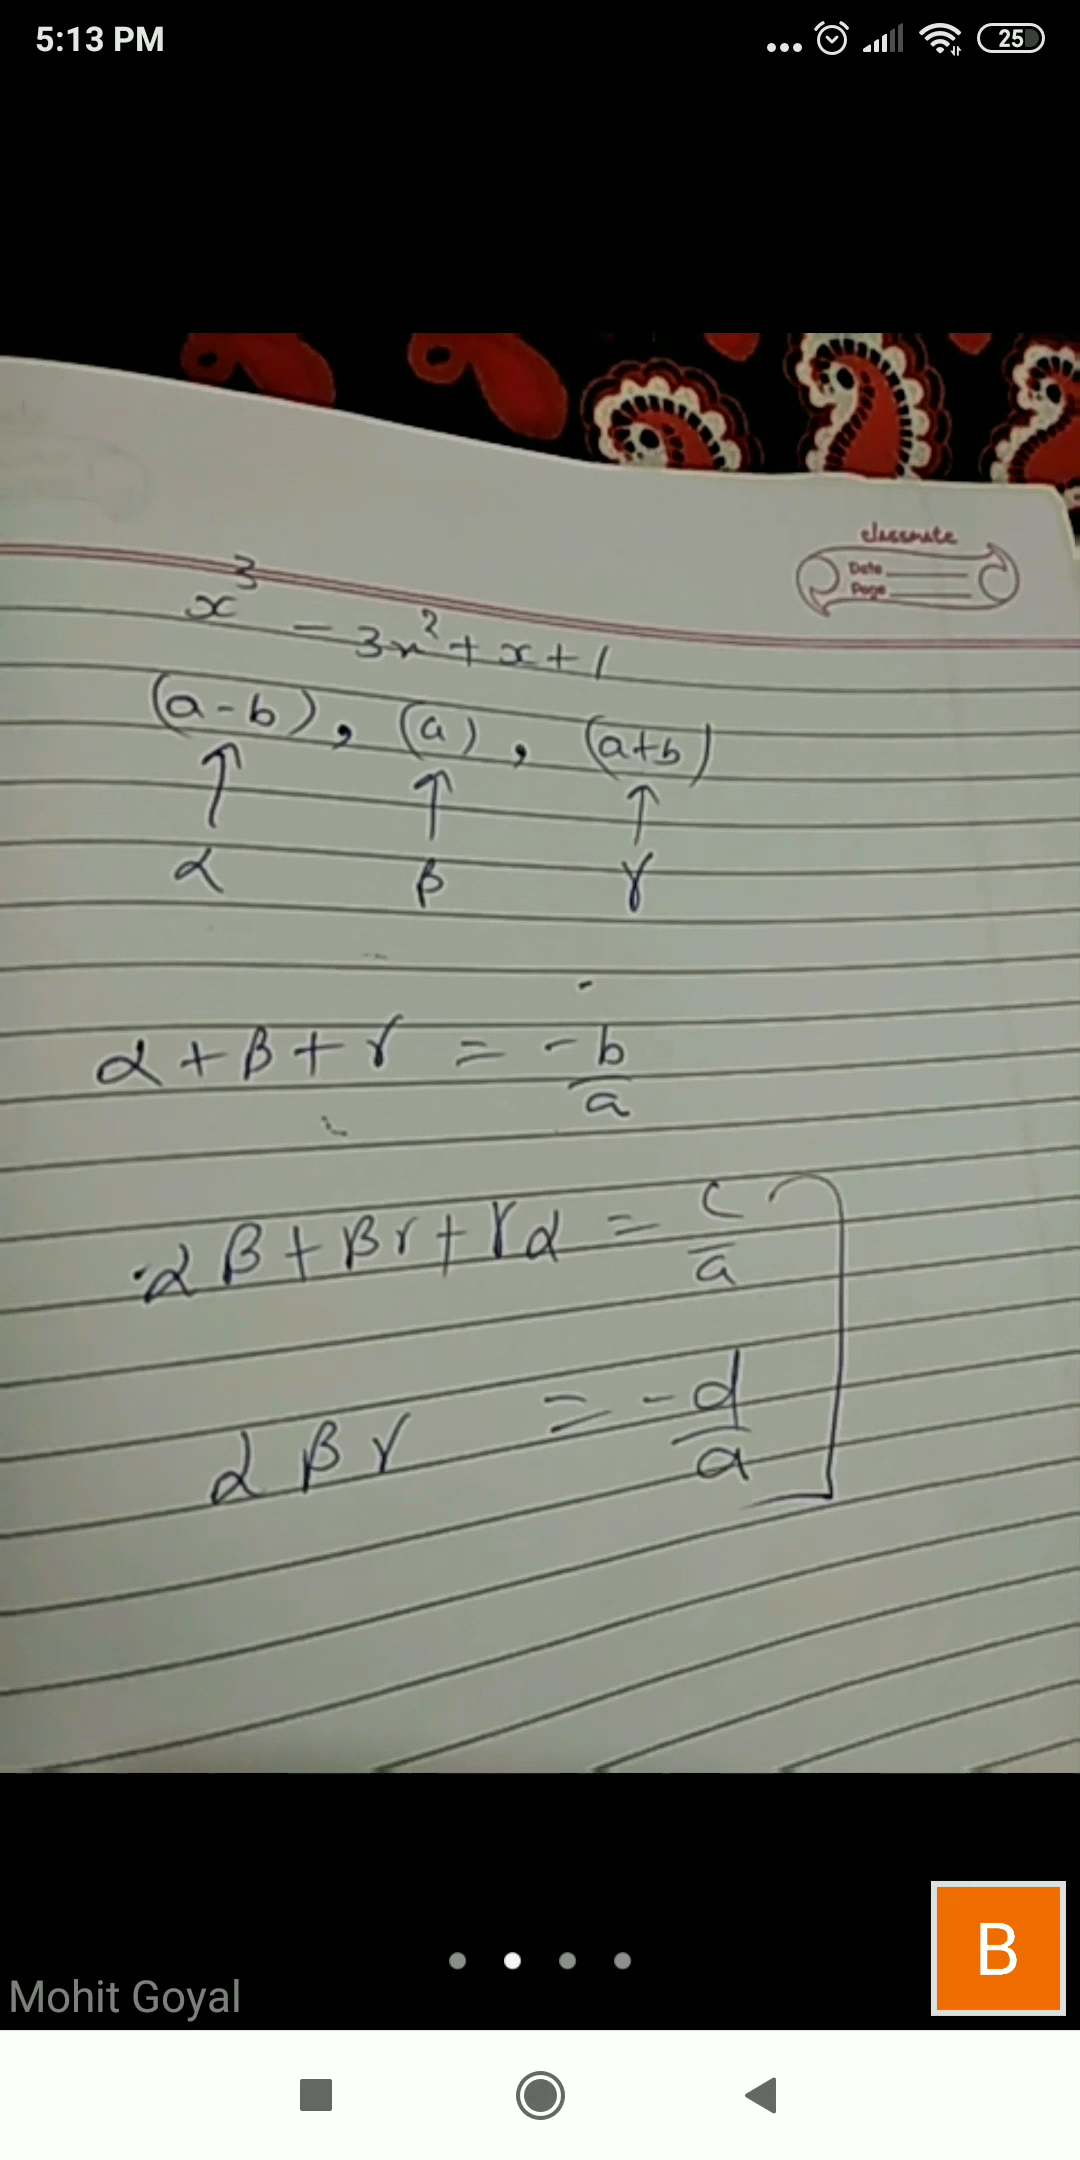 5:13 PM
25
classmate
Date
Page
x³ - 3x² + x + 1
(a-b), (a), (a+b)
↑ ↑ ↑
α β γ
α + β + γ = -b/a
αβ + βγ + γα = c/a
αβγ = -d/a
B
Mohit Goyal